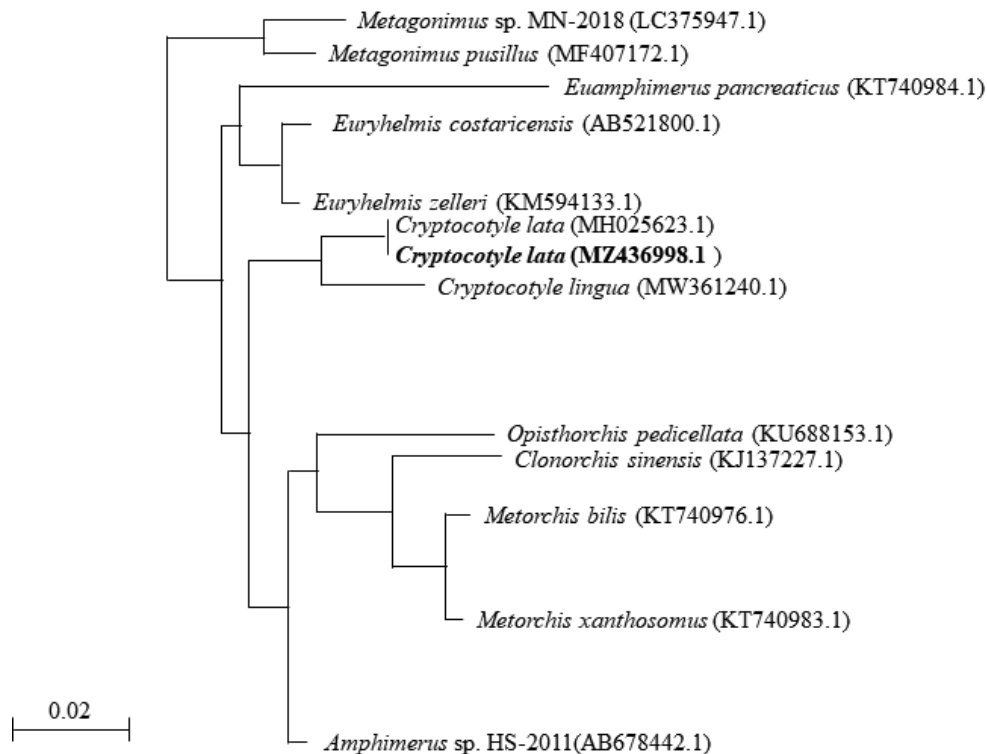 Metagonimus sp. MN-2018 (LC375947.1)
Metagonimus pusillus (MF407172.1)
Euamphimerus pancreaticus (KT740984.1)
Euryhelmis costaricensis (AB521800.1)
Euryhelmis zelleri (KM594133.1)
Cryptocotyle lata (MH025623.1)
Cryptocotyle lata (MZ436998.1 )
Cryptocotyle lingua (MW361240.1)
Opisthorchis pedicellata (KU688153.1)
Clonorchis sinensis (KJ137227.1)
Metorchis bilis (KT740976.1)
Metorchis xanthosomus (KT740983.1)
0.02
Amphimerus sp. HS-2011(AB678442.1)